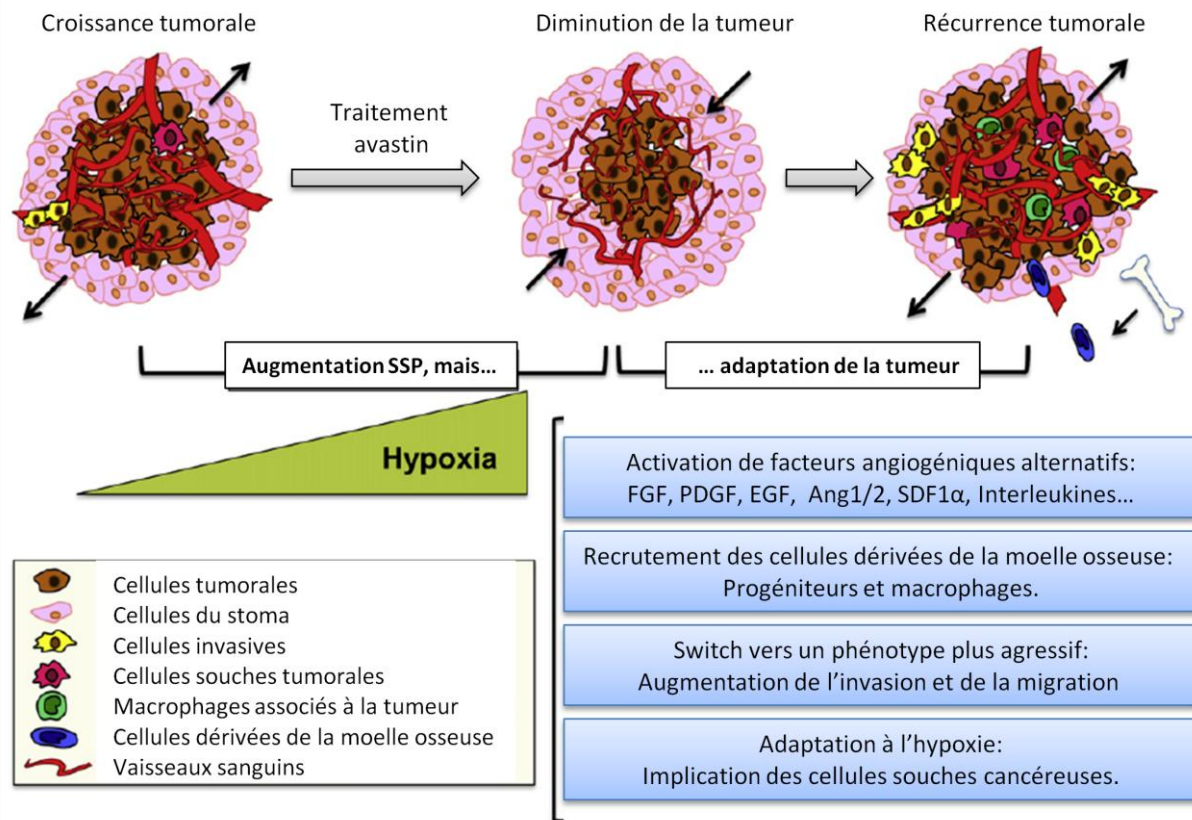 Croissance tumorale
Diminution de la tumeur
Récurrence tumorale
Traitement
avastin
Augmentation SSP, mais...
... adaptation de la tumeur
Hypoxia
Activation de facteurs angiogéniques alternatifs:
FGF, PDGF, EGF, Ang1/2, SDF1α, Interleukines...
Recrutement des cellules dérivées de la moelle osseuse:
Progéniteurs et macrophages.
Switch vers un phénotype plus agressif:
Augmentation de l'invasion et de la migration
Adaptation à l'hypoxie:
Implication des cellules souches cancéreuses.
Cellules tumorales
Cellules du stoma
Cellules invasives
Cellules souches tumorales
Macrophages associés à la tumeur
Cellules dérivées de la moelle osseuse
Vaisseaux sanguins